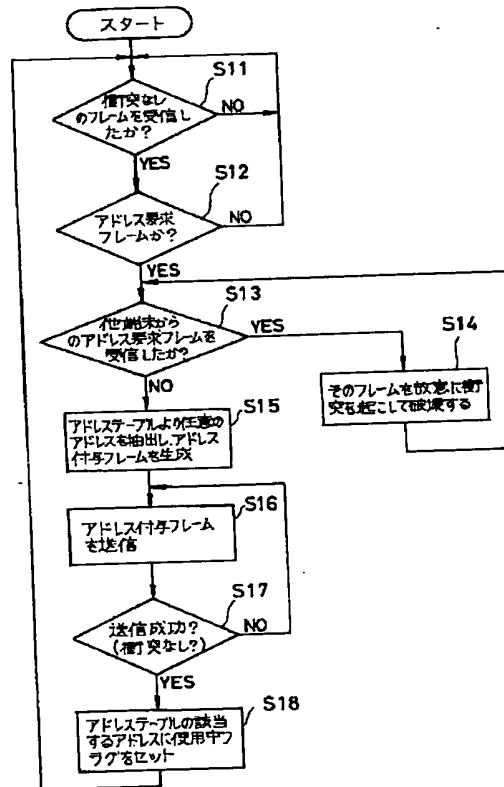 スタート
S11
衝突なし
のフレームを受信し
たか?
NO
YES
S12
アドレス要求
フレームか?
NO
YES
S13
他端末から
のアドレス要求フレームを
受信したか?
YES
NO
S14
そのフレームを故意に衝
突を起こして破壊する
S15
アドレステーブルより任意の
アドレスを抽出し、アドレス
付与フレームを生成
S16
アドレス付与フレーム
を送信
S17
送信成功?
(衝突なし?)
NO
YES
S18
アドレステーブルの該当
するアドレスに使用中フ
ラグをセット